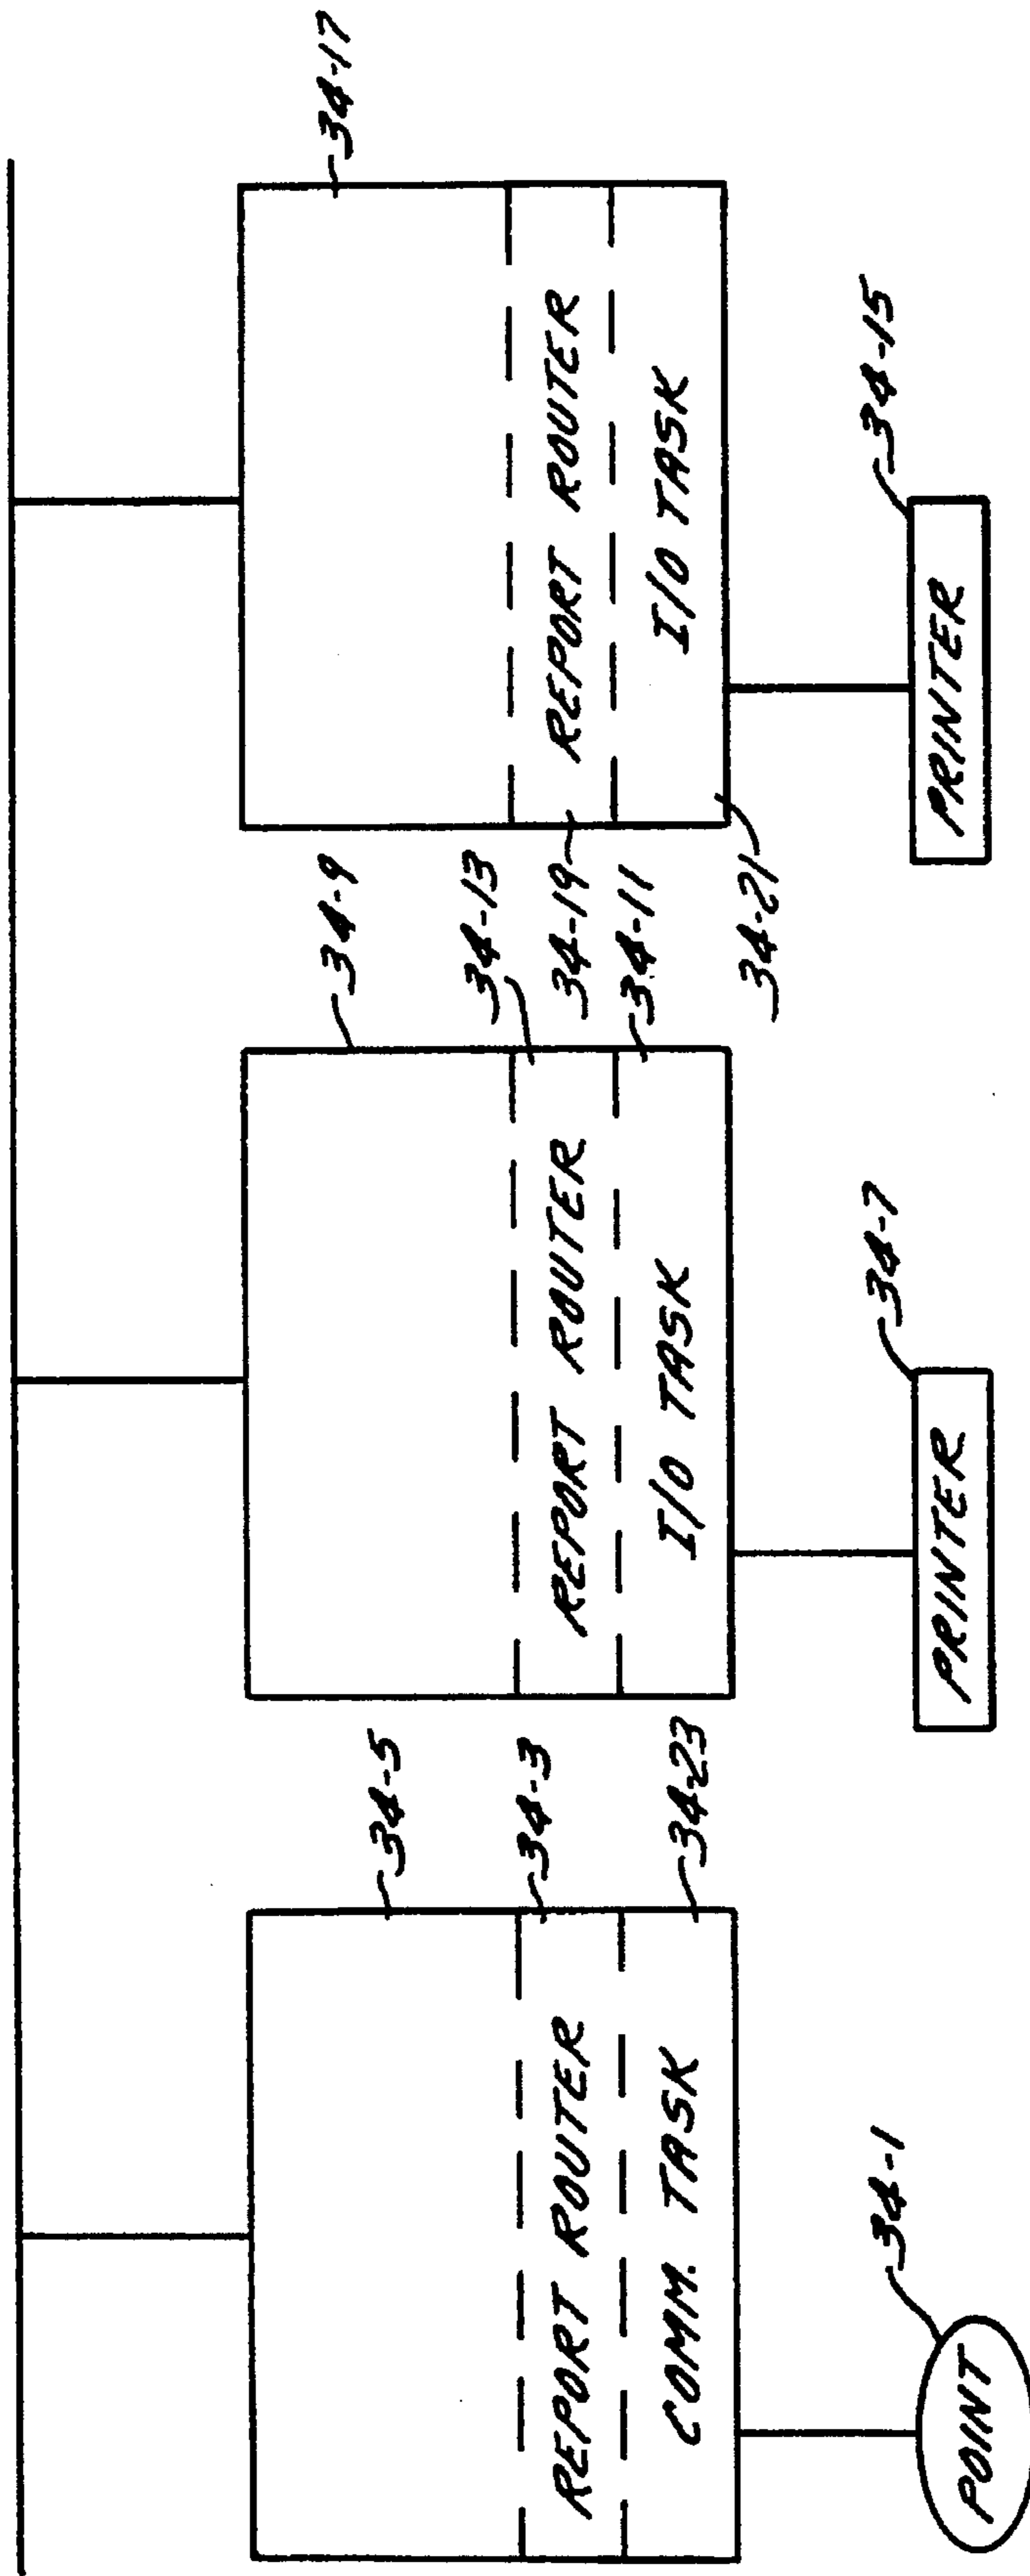 34-5
REPORT ROUTER
34-3
COMM. TASK
34-23
POINT
34-1
34-9
REPORT ROUTER
34-13
I/O TASK
34-11
PRINTER
34-7
34-17
REPORT ROUTER
34-19
I/O TASK
34-21
PRINTER
34-15